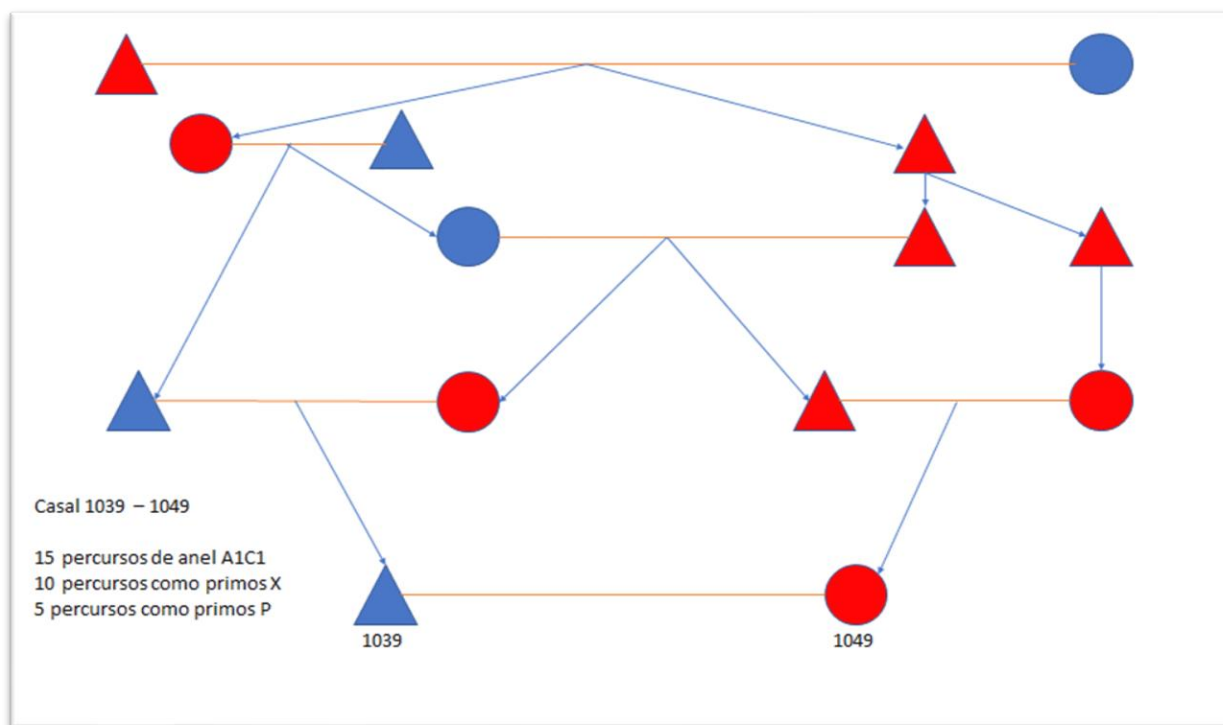 Casal 1039 – 1049
15 percursos de anel A1C1
10 percursos como primos X
5 percursos como primos P
1039
1049